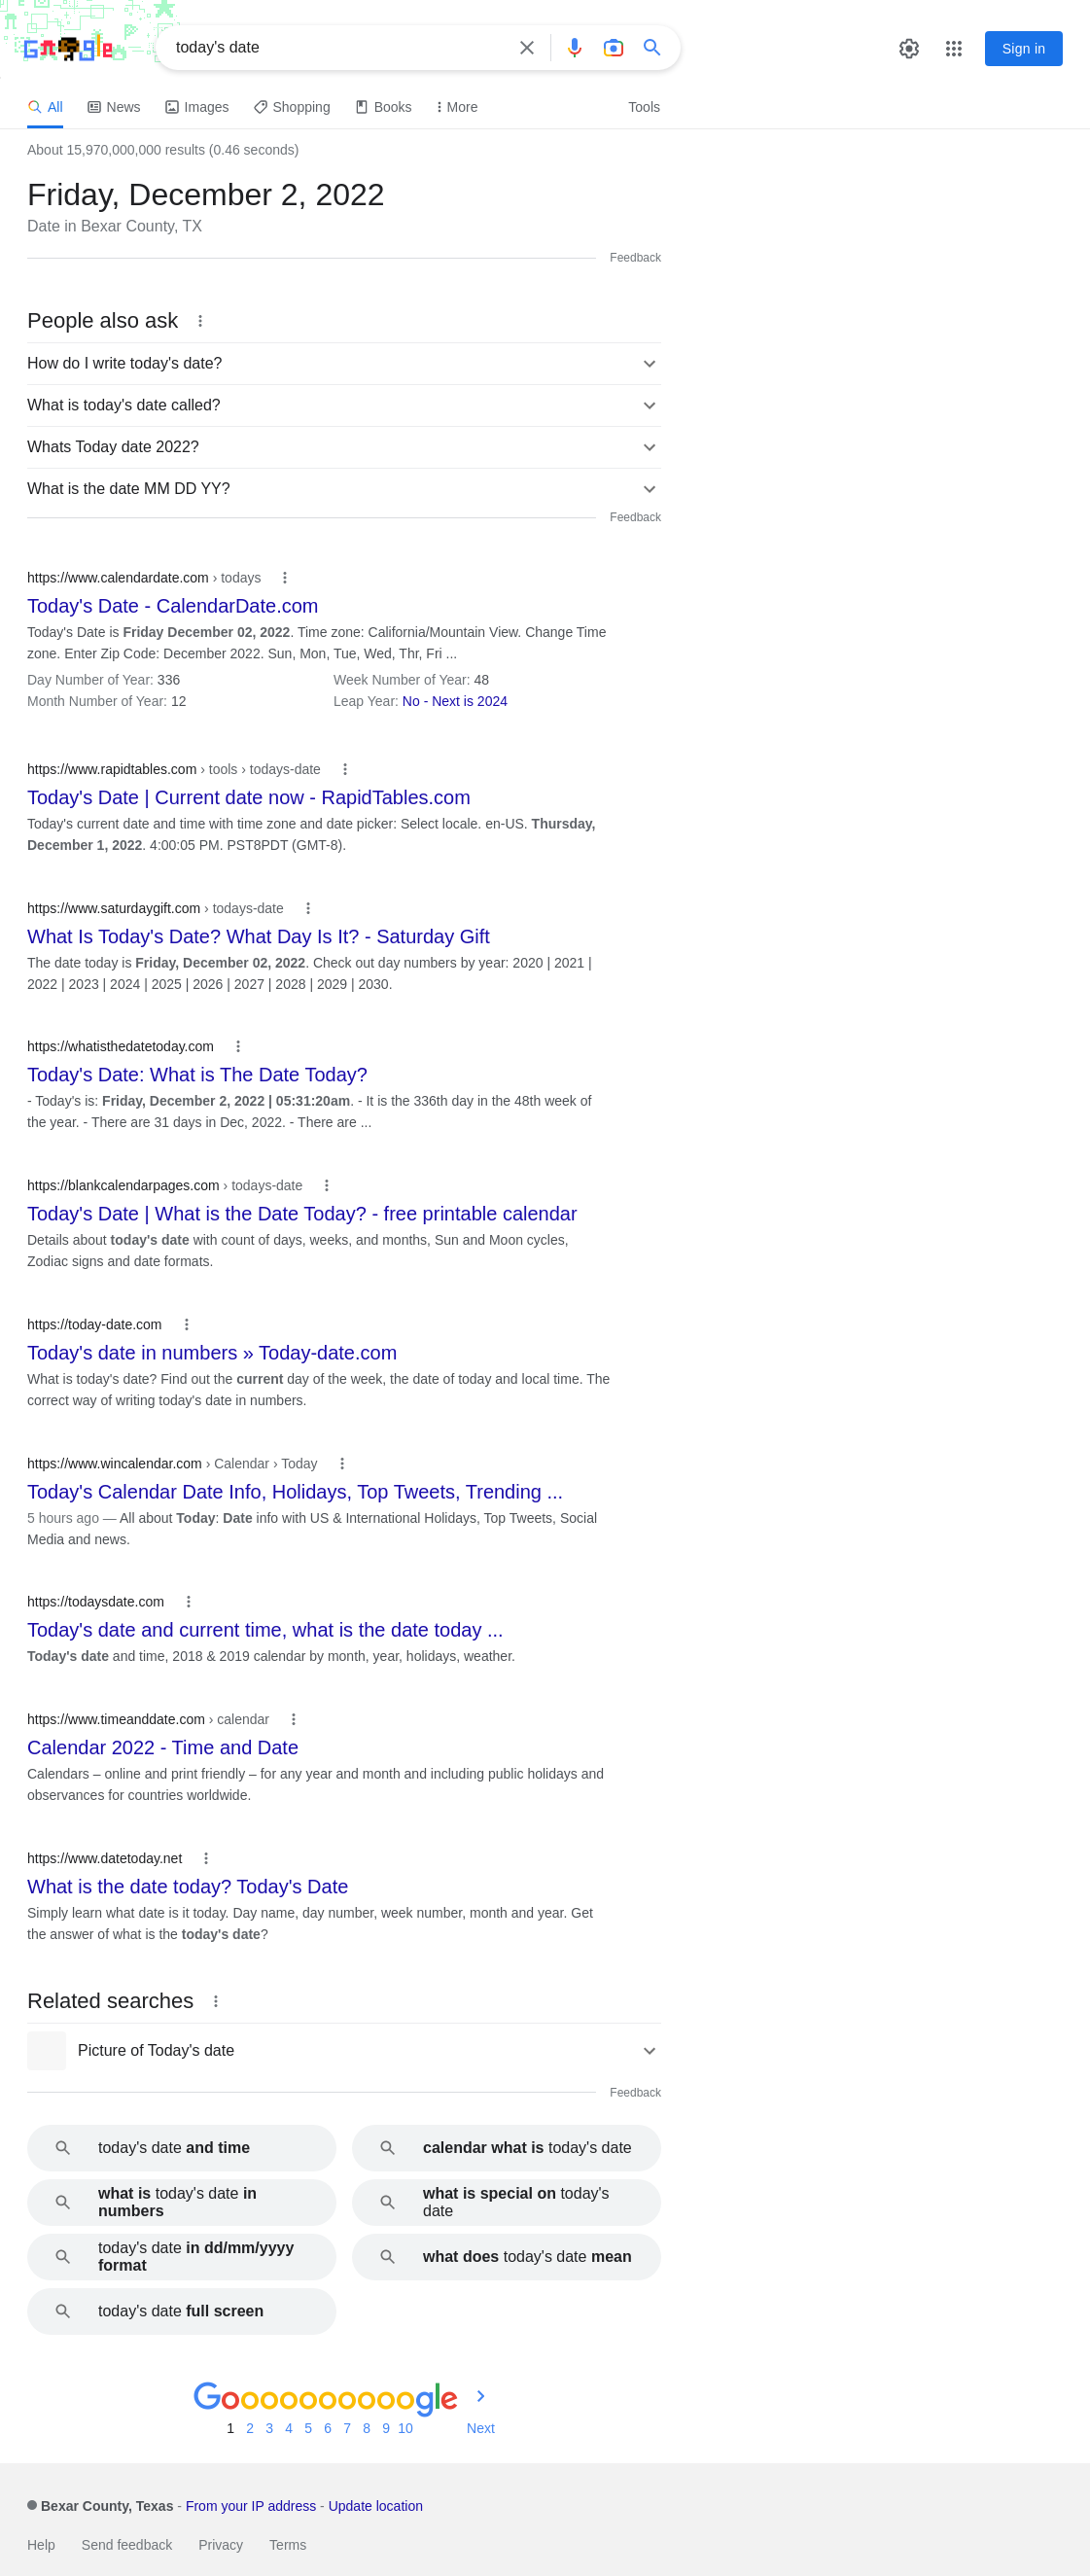 Google
today's date
Sign in
All
News
Images
Shopping
Books
More
Tools
About 15,970,000,000 results (0.46 seconds)
Friday, December 2, 2022
Date in Bexar County, TX
Feedback
People also ask
How do I write today's date?
What is today's date called?
Whats Today date 2022?
What is the date MM DD YY?
Feedback
https://www.calendardate.com › todays
Today's Date - CalendarDate.com
Today's Date is Friday December 02, 2022. Time zone: California/Mountain View. Change Time
zone. Enter Zip Code: December 2022. Sun, Mon, Tue, Wed, Thr, Fri ...
Day Number of Year: 336 Week Number of Year: 48
Month Number of Year: 12 Leap Year: No - Next is 2024
https://www.rapidtables.com › tools › todays-date
Today's Date | Current date now - RapidTables.com
Today's current date and time with time zone and date picker: Select locale. en-US. Thursday,
December 1, 2022. 4:00:05 PM. PST8PDT (GMT-8).
https://www.saturdaygift.com › todays-date
What Is Today's Date? What Day Is It? - Saturday Gift
The date today is Friday, December 02, 2022. Check out day numbers by year: 2020 | 2021 |
2022 | 2023 | 2024 | 2025 | 2026 | 2027 | 2028 | 2029 | 2030.
https://whatisthedatetoday.com
Today's Date: What is The Date Today?
- Today's is: Friday, December 2, 2022 | 05:31:20am. - It is the 336th day in the 48th week of
the year. - There are 31 days in Dec, 2022. - There are ...
https://blankcalendarpages.com › todays-date
Today's Date | What is the Date Today? - free printable calendar
Details about today's date with count of days, weeks, and months, Sun and Moon cycles,
Zodiac signs and date formats.
https://today-date.com
Today's date in numbers » Today-date.com
What is today's date? Find out the current day of the week, the date of today and local time. The
correct way of writing today's date in numbers.
https://www.wincalendar.com › Calendar › Today
Today's Calendar Date Info, Holidays, Top Tweets, Trending ...
5 hours ago — All about Today: Date info with US & International Holidays, Top Tweets, Social
Media and news.
https://todaysdate.com
Today's date and current time, what is the date today ...
Today's date and time, 2018 & 2019 calendar by month, year, holidays, weather.
https://www.timeanddate.com › calendar
Calendar 2022 - Time and Date
Calendars – online and print friendly – for any year and month and including public holidays and
observances for countries worldwide.
https://www.datetoday.net
What is the date today? Today's Date
Simply learn what date is it today. Day name, day number, week number, month and year. Get
the answer of what is the today's date?
Related searches
Picture of Today's date
Feedback
today's date and time
calendar what is today's date
what is today's date in
numbers
what is special on today's
date
today's date in dd/mm/yyyy
format
what does today's date mean
today's date full screen
Goooooooooogle
1 2 3 4 5 6 7 8 9 10 Next
Bexar County, Texas - From your IP address - Update location
Help Send feedback Privacy Terms